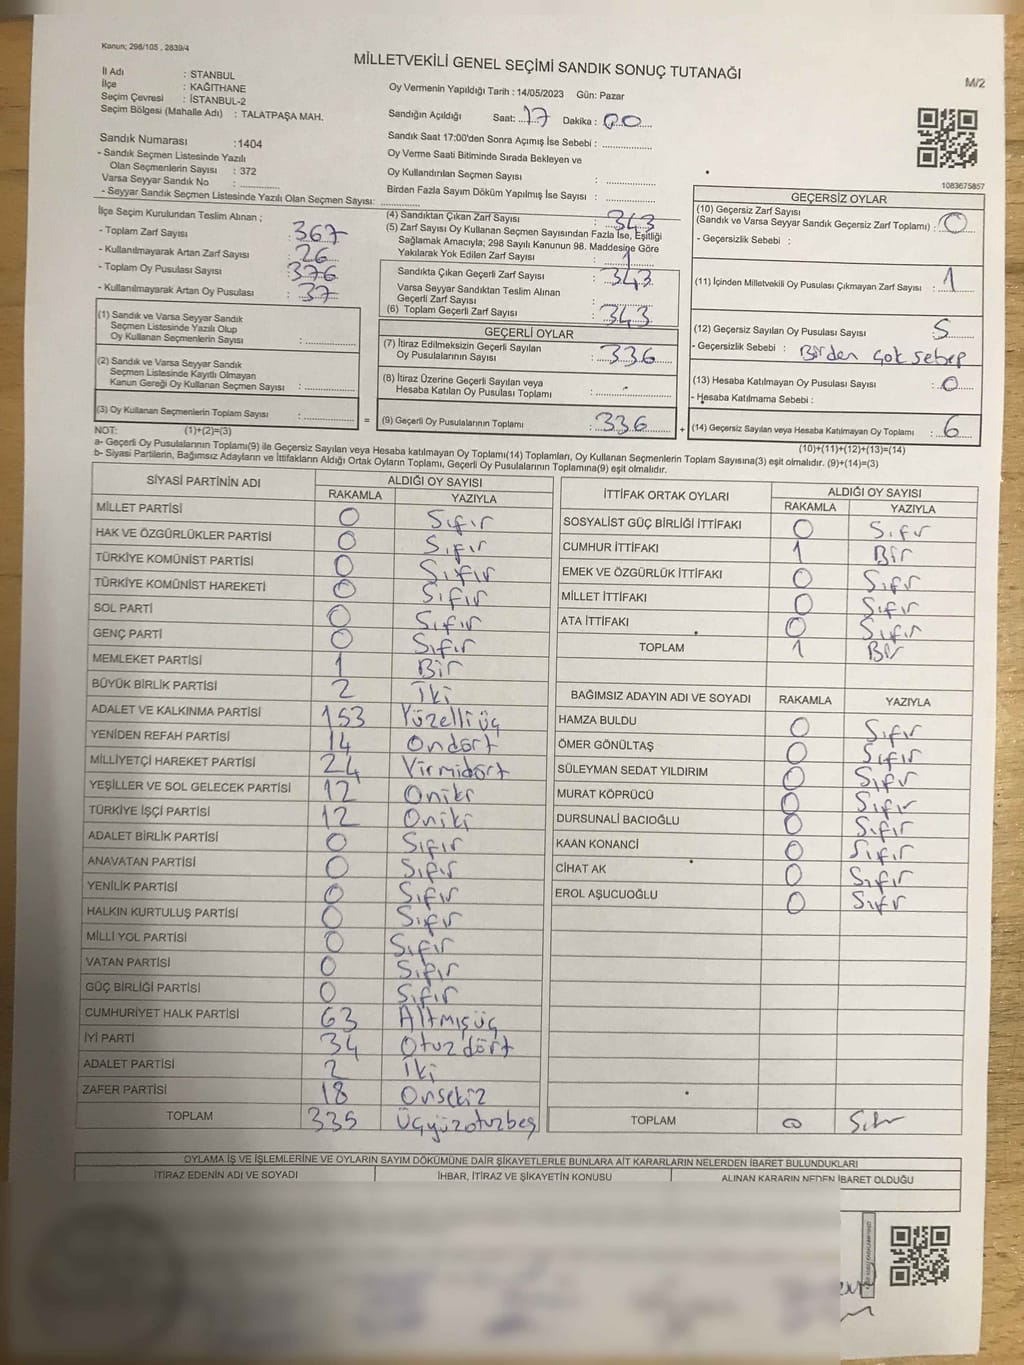 Kanun; 298/105 , 2839/4
MİLLETVEKİLİ GENEL SEÇİMİ SANDIK SONUÇ TUTANAĞI
M/2
İl Adı : STANBUL
İlçe : KAĞITHANE
Seçim Çevresi : İSTANBUL-2
Seçim Bölgesi (Mahalle Adı) : TALATPAŞA MAH.
Sandık Numarası :1404
- Sandık Seçmen Listesinde Yazılı
Olan Seçmenlerin Sayısı : 372
Varsa Seyyar Sandık No :
- Seyyar Sandık Seçmen Listesinde Yazılı Olan Seçmen Sayısı:
Oy Vermenin Yapıldığı Tarih : 14/05/2023 Gün: Pazar
Sandığın Açıldığı Saat: 17 Dakika : 00
Sandık Saat 17:00'den Sonra Açımış İse Sebebi :
Oy Verme Saati Bitiminde Sırada Bekleyen ve
Oy Kullandırılan Seçmen Sayısı :
Birden Fazla Sayım Döküm Yapılmış İse Sayısı :
1083675857
İlçe Seçim Kurulundan Teslim Alınan ;
- Toplam Zarf Sayısı : 367
- Kullanılmayarak Artan Zarf Sayısı : 26
- Toplam Oy Pusulası Sayısı : 376
- Kullanılmayarak Artan Oy Pusulası : 37
(1) Sandık ve Varsa Seyyar Sandık
Seçmen Listesinde Yazılı Olup
Oy Kullanan Seçmenlerin Sayısı :
(2) Sandık ve Varsa Seyyar Sandık
Seçmen Listesinde Kayıtlı Olmayan
Kanun Gereği Oy Kullanan Seçmen Sayısı :
(3) Oy Kullanan Seçmenlerin Toplam Sayısı : =
(4) Sandıktan Çıkan Zarf Sayısı : 343
(5) Zarf Sayısı Oy Kullanan Seçmen Sayısından Fazla İse, Eşitliği
Sağlamak Amacıyla; 298 Sayılı Kanunun 98. Maddesine Göre
Yakılarak Yok Edilen Zarf Sayısı :
Sandıkta Çıkan Geçerli Zarf Sayısı : 343
Varsa Seyyar Sandıktan Teslim Alınan
Geçerli Zarf Sayısı :
(6) Toplam Geçerli Zarf Sayısı : 343
GEÇERLİ OYLAR
(7) İtiraz Edilmeksizin Geçerli Sayılan
Oy Pusulalarının Sayısı : 336
(8) İtiraz Üzerine Geçerli Sayılan veya
Hesaba Katılan Oy Pusulası Toplamı :
(9) Geçerli Oy Pusulalarının Toplamı : 336 +
GEÇERSİZ OYLAR
(10) Geçersiz Zarf Sayısı
(Sandık ve Varsa Seyyar Sandık Geçersiz Zarf Toplamı) : 0
- Geçersizlik Sebebi :
(11) İçinden Milletvekili Oy Pusulası Çıkmayan Zarf Sayısı : 1
(12) Geçersiz Sayılan Oy Pusulası Sayısı : 5
- Geçersizlik Sebebi : Birden çok sebep
(13) Hesaba Katılmayan Oy Pusulası Sayısı : 0
- Hesaba Katılmama Sebebi :
(14) Geçersiz Sayılan veya Hesaba Katılmayan Oy Toplamı : 6
NOT: (1)+(2)=(3) (10)+(11)+(12)+(13)=(14)
a- Geçerli Oy Pusulalarının Toplamı(9) ile Geçersiz Sayılan veya Hesaba katılmayan Oy Toplamı(14) Toplamları, Oy Kullanan Seçmenlerin Toplam Sayısına(3) eşit olmalıdır.
b- Siyasi Partilerin, Bağımsız Adayların ve İttifakların Aldığı Ortak Oyların Toplamı, Geçerli Oy Pusulalarının Toplamına(9) eşit olmalıdır. (9)+(14)=(3)
SİYASİ PARTİNİN ADI ALDIĞI OY SAYISI
RAKAMLA YAZIYLA
MİLLET PARTİSİ 0 Sıfır
HAK VE ÖZGÜRLÜKLER PARTİSİ 0 Sıfır
TÜRKİYE KOMÜNİST PARTİSİ 0 Sıfır
TÜRKİYE KOMÜNİST HAREKETİ 0 Sıfır
SOL PARTİ 0 Sıfır
GENÇ PARTİ 0 Sıfır
MEMLEKET PARTİSİ 1 Bir
BÜYÜK BİRLİK PARTİSİ 2 İki
ADALET VE KALKINMA PARTİSİ 153 Yüzelliüç
YENİDEN REFAH PARTİSİ 14 Ondört
MİLLİYETÇİ HAREKET PARTİSİ 24 Yirmidört
YEŞİLLER VE SOL GELECEK PARTİSİ 12 Oniki
TÜRKİYE İŞÇİ PARTİSİ 12 Oniki
ADALET BİRLİK PARTİSİ 0 Sıfır
ANAVATAN PARTİSİ 0 Sıfır
YENİLİK PARTİSİ 0 Sıfır
HALKIN KURTULUŞ PARTİSİ 0 Sıfır
MİLLİ YOL PARTİSİ 0 Sıfır
VATAN PARTİSİ 0 Sıfır
GÜÇ BİRLİĞİ PARTİSİ 0 Sıfır
CUMHURİYET HALK PARTİSİ 63 Altmışüç
İYİ PARTİ 34 Otuzdört
ADALET PARTİSİ 2 İki
ZAFER PARTİSİ 18 Onsekiz
TOPLAM 335 Üçyüzotuzbeş
İTTİFAK ORTAK OYLARI ALDIĞI OY SAYISI
RAKAMLA YAZIYLA
SOSYALİST GÜÇ BİRLİĞİ İTTİFAKI 0 Sıfır
CUMHUR İTTİFAKI 1 Bir
EMEK VE ÖZGÜRLÜK İTTİFAKI 0 Sıfır
MİLLET İTTİFAKI 0 Sıfır
ATA İTTİFAKI 0 Sıfır
TOPLAM 1 Bir
BAĞIMSIZ ADAYIN ADI VE SOYADI RAKAMLA YAZIYLA
HAMZA BULDU 0 Sıfır
ÖMER GÖNÜLTAŞ 0 Sıfır
SÜLEYMAN SEDAT YILDIRIM 0 Sıfır
MURAT KÖPRÜCÜ 0 Sıfır
DURSUNALİ BACIOĞLU 0 Sıfır
KAAN KONANCİ 0 Sıfır
CİHAT AK 0 Sıfır
EROL AŞUCUOĞLU 0 Sıfır
TOPLAM 0 Sıfır
OYLAMA İŞ VE İŞLEMLERİNE VE OYLARIN SAYIM DÖKÜMÜNE DAİR ŞİKAYETLERLE BUNLARA AİT KARARLARIN NELERDEN İBARET BULUNDUKLARI
İTİRAZ EDENİN ADI VE SOYADI İHBAR, İTİRAZ VE ŞİKAYETİN KONUSU ALINAN KARARIN NEDEN İBARET OLDUĞU